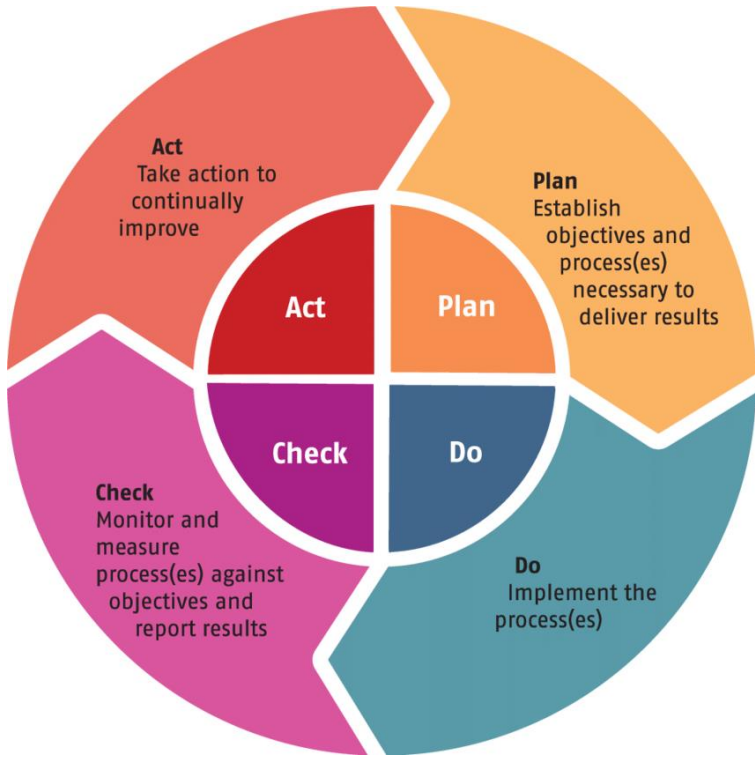 Act
Take action to
continually
improve
Plan
Establish
objectives and
process(es)
necessary to
deliver results
Act
Plan
Check
Do
Check
Monitor and
measure
process(es) against
objectives and
report results
Do
Implement the
process(es)